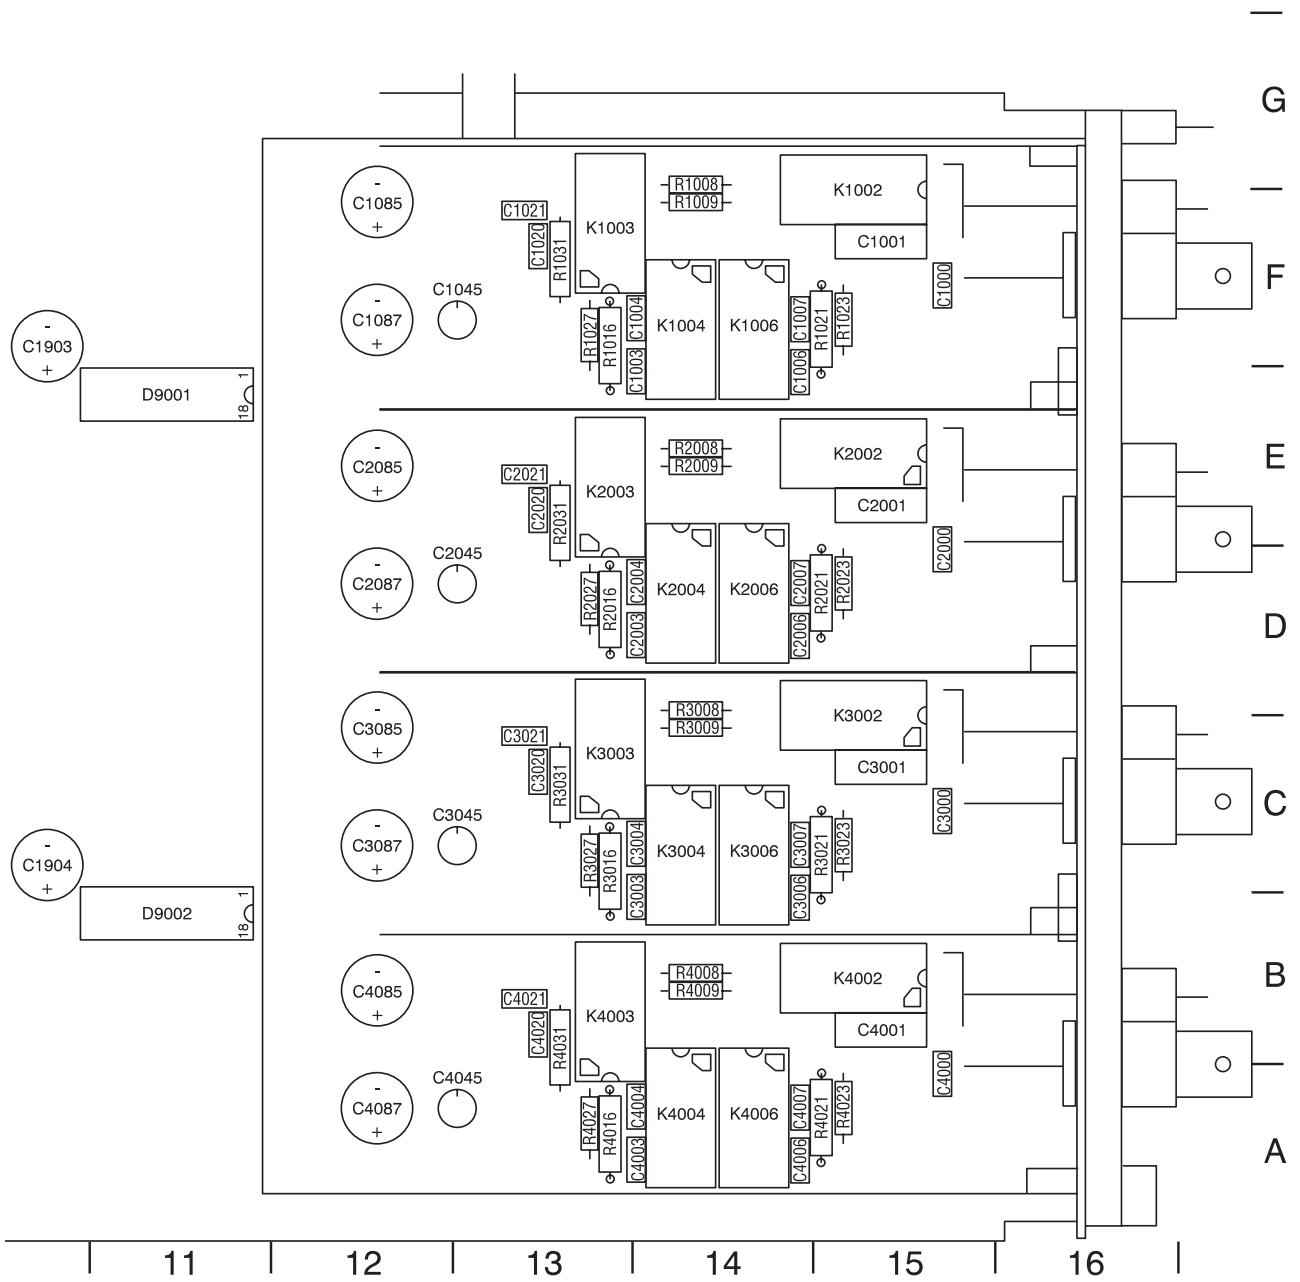 G
-
C1085
+
C1021
C1020
R1031
K1003
R1008
R1009
K1002
C1001
C1000
F
-
C1087
+
C1045
R1027
R1016
C1004
C1003
K1004
K1006
C1007
C1006
R1021
R1023
-
C1903
+
D9001
1
18
E
-
C2085
+
C2021
C2020
R2031
K2003
R2008
R2009
K2002
C2001
C2000
-
C2087
+
C2045
R2027
R2016
C2004
C2003
K2004
K2006
C2007
C2006
R2021
R2023
D
-
C3085
+
C3021
C3020
R3031
K3003
R3008
R3009
K3002
C3001
C3000
C
-
C3087
+
C3045
R3027
R3016
C3004
C3003
K3004
K3006
C3007
C3006
R3021
R3023
-
C1904
+
D9002
1
18
B
-
C4085
+
C4021
C4020
R4031
K4003
R4008
R4009
K4002
C4001
C4000
-
C4087
+
C4045
R4027
R4016
C4004
C4003
K4004
K4006
C4007
C4006
R4021
R4023
A
11 12 13 14 15 16